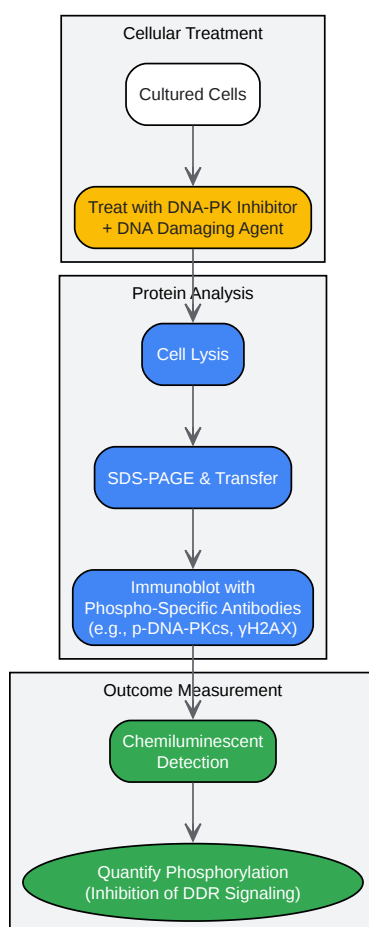 Cellular Treatment
Cultured Cells
Treat with DNA-PK Inhibitor
+ DNA Damaging Agent
Protein Analysis
Cell Lysis
SDS-PAGE & Transfer
Immunoblot with
Phospho-Specific Antibodies
(e.g., p-DNA-PKcs, γH2AX)
Outcome Measurement
Chemiluminescent
Detection
Quantify Phosphorylation
(Inhibition of DDR Signaling)